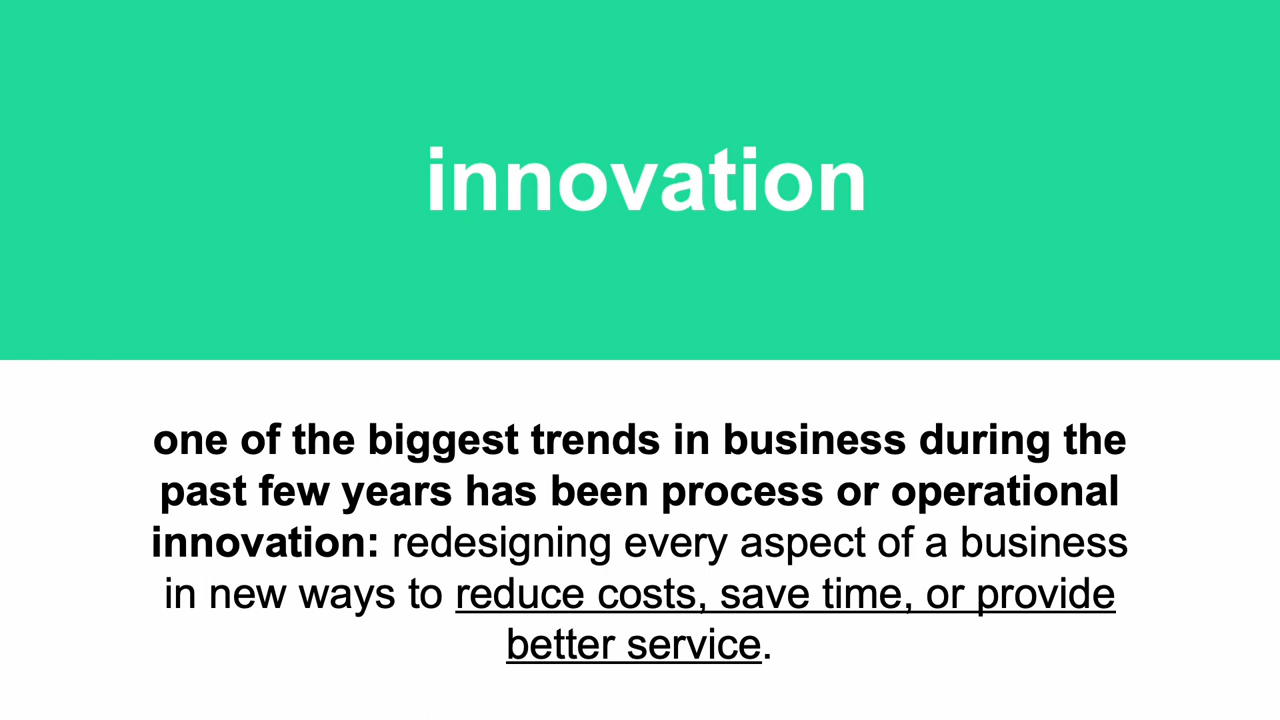 innovation
one of the biggest trends in business during the
past few years has been process or operational
innovation: redesigning every aspect of a business
in new ways to reduce costs, save time, or provide
better service.